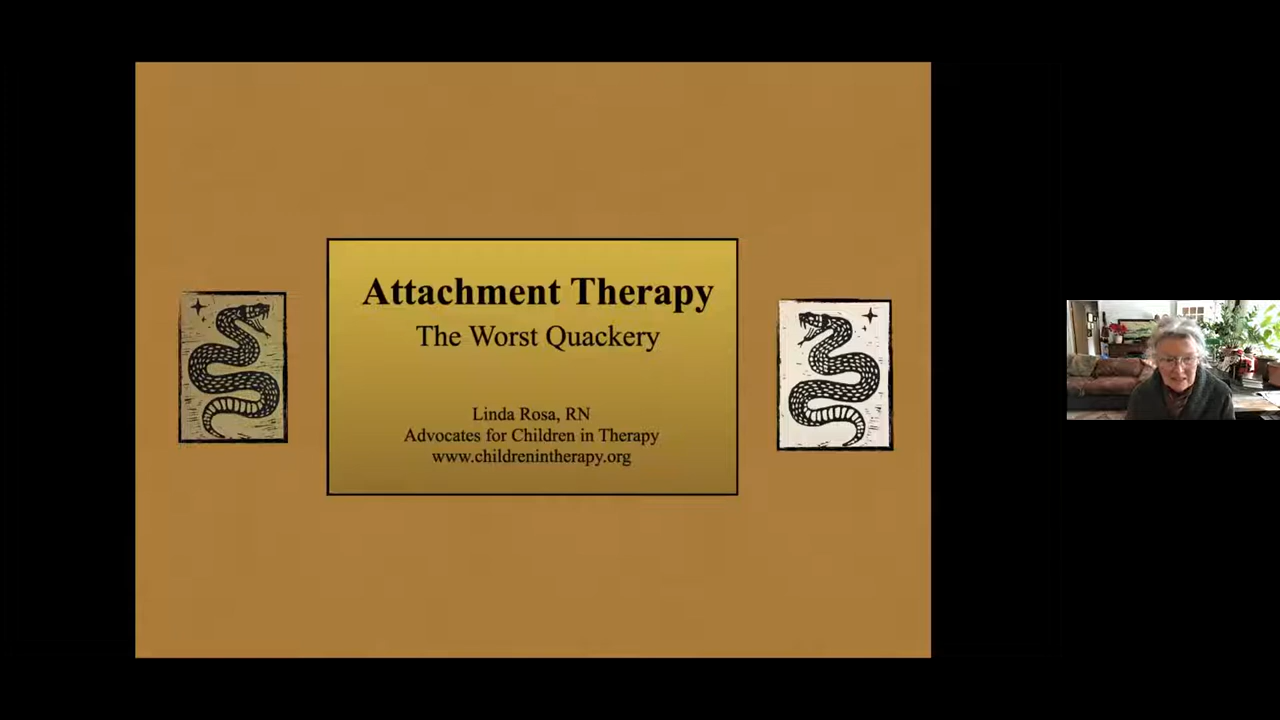 Attachment Therapy
The Worst Quackery
Linda Rosa, RN
Advocates for Children in Therapy
www.childrenintherapy.org